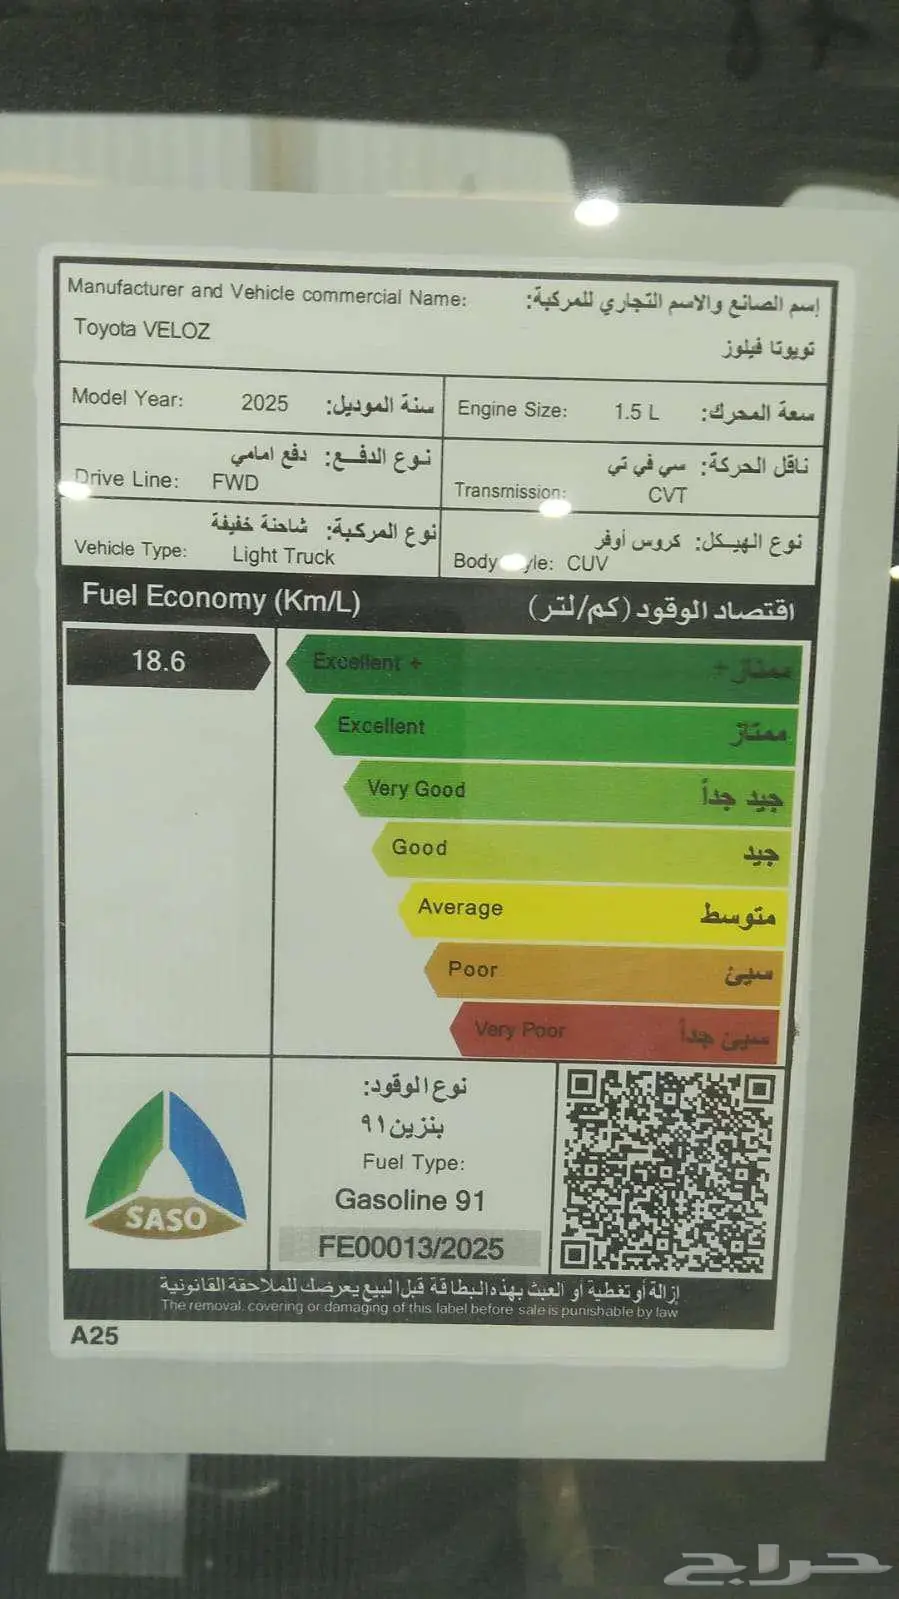 Manufacturer and Vehicle commercial Name: إسم الصانع والاسم التجاري للمركبة:
Toyota VELOZ تويوتا فيلوز
Model Year: 2025 سنة الموديل:
Engine Size: 1.5 L سعة المحرك:
نوع الدفع: دفع امامي
Drive Line: FWD
ناقل الحركة: سي في تي
Transmission: CVT
نوع المركبة: شاحنة خفيفة
Vehicle Type: Light Truck
نوع الهيكل: كروس أوفر
Body yle: CUV
Fuel Economy (Km/L) اقتصاد الوقود (كم/لتر)
18.6
Excellent + ممتاز+
Excellent ممتاز
Very Good جيد جداً
Good جيد
Average متوسط
Poor سيئ
Very Poor سيئ جداً
SASO
نوع الوقود:
بنزين ٩١
Fuel Type:
Gasoline 91
FE00013/2025
إزالة أو تغطية أو العبث بهذه البطاقة قبل البيع يعرضك للملاحقة القانونية
The removal, covering or damaging of this label before sale is punishable by law
A25
حراج